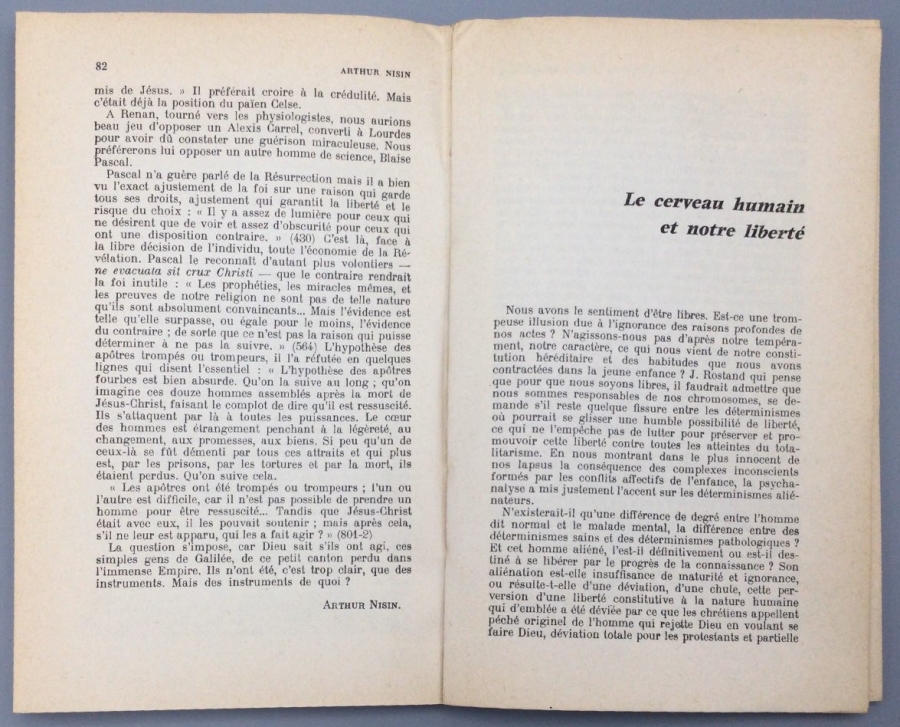 82
ARTHUR NISIN
mis de Jésus. » Il préférait croire à la crédulité. Mais
c'était déjà la position du païen Celse.
A Renan, tourné vers les physiologistes, nous aurions
beau jeu d'opposer un Alexis Carrel, converti à Lourdes
pour avoir dû constater une guérison miraculeuse. Nous
préférerons lui opposer un autre homme de science, Blaise
Pascal.
Pascal n'a guère parlé de la Résurrection mais il a bien
vu l'exact ajustement de la foi sur une raison qui garde
tous ses droits, ajustement qui garantit la liberté et le
risque du choix : « Il y a assez de lumière pour ceux qui
ne désirent que de voir et assez d'obscurité pour ceux qui
ont une disposition contraire. » (430) C'est là, face à
la libre décision de l'individu, toute l'économie de la Ré-
vélation. Pascal le reconnaît d'autant plus volontiers —
ne evacuata sit crux Christi — que le contraire rendrait
la foi inutile : « Les prophéties, les miracles mêmes, et
les preuves de notre religion ne sont pas de telle nature
qu'ils sont absolument convaincants... Mais l'évidence est
telle qu'elle surpasse, ou égale pour le moins, l'évidence
du contraire ; de sorte que ce n'est pas la raison qui puisse
déterminer à ne pas la suivre. » (564) L'hypothèse des
apôtres trompés ou trompeurs, il l'a réfutée en quelques
lignes qui disent l'essentiel : « L'hypothèse des apôtres
fourbes est bien absurde. Qu'on la suive au long ; qu'on
imagine ces douze hommes assemblés après la mort de
Jésus-Christ, faisant le complot de dire qu'il est ressuscité.
Ils s'attaquent par là à toutes les puissances. Le cœur
des hommes est étrangement penchant à la légèreté, au
changement, aux promesses, aux biens. Si peu qu'un de
ceux-là se fût démenti par tous ces attraits et qui plus
est, par les prisons, par les tortures et par la mort, ils
étaient perdus. Qu'on suive cela.
« Les apôtres ont été trompés ou trompeurs ; l'un ou
l'autre est difficile, car il n'est pas possible de prendre un
homme pour être ressuscité... Tandis que Jésus-Christ
était avec eux, il les pouvait soutenir ; mais après cela,
s'il ne leur est apparu, qui les a fait agir ? » (801-2)
La question s'impose, car Dieu sait s'ils ont agi, ces
simples gens de Galilée, de ce petit canton perdu dans
l'immense Empire. Ils n'ont été, c'est trop clair, que des
instruments. Mais des instruments de quoi ?
ARTHUR NISIN.
Le cerveau humain
et notre liberté
Nous avons le sentiment d'être libres. Est-ce une trom-
peuse illusion due à l'ignorance des raisons profondes de
nos actes ? N'agissons-nous pas d'après notre tempéra-
ment, notre caractère, ce qui nous vient de notre consti-
tution héréditaire et des habitudes que nous avons
contractées dans la jeune enfance ? J. Rostand qui pense
que pour que nous soyons libres, il faudrait admettre que
nous sommes responsables de nos chromosomes, se de-
mande s'il reste quelque fissure entre les déterminismes
où pourrait se glisser une humble possibilité de liberté,
ce qui ne l'empêche pas de lutter pour préserver et pro-
mouvoir cette liberté contre toutes les atteintes du tota-
litarisme. En nous montrant dans le plus innocent de
nos lapsus la conséquence des complexes inconscients
formés par les conflits affectifs de l'enfance, la psycha-
nalyse a mis justement l'accent sur les déterminismes alié-
nateurs.
N'existerait-il qu'une différence de degré entre l'homme
dit normal et le malade mental, la différence entre des
déterminismes sains et des déterminismes pathologiques ?
Et cet homme aliéné, l'est-il définitivement ou est-il des-
tiné à se libérer par le progrès de la connaissance ? Son
aliénation est-elle insuffisance de maturité et ignorance,
ou résulte-t-elle d'une déviation, d'une chute, cette per-
version d'une liberté constitutive à la nature humaine
qui d'emblée a été déviée par ce que les chrétiens appellent
péché originel de l'homme qui rejette Dieu en voulant se
faire Dieu, déviation totale pour les protestants et partielle